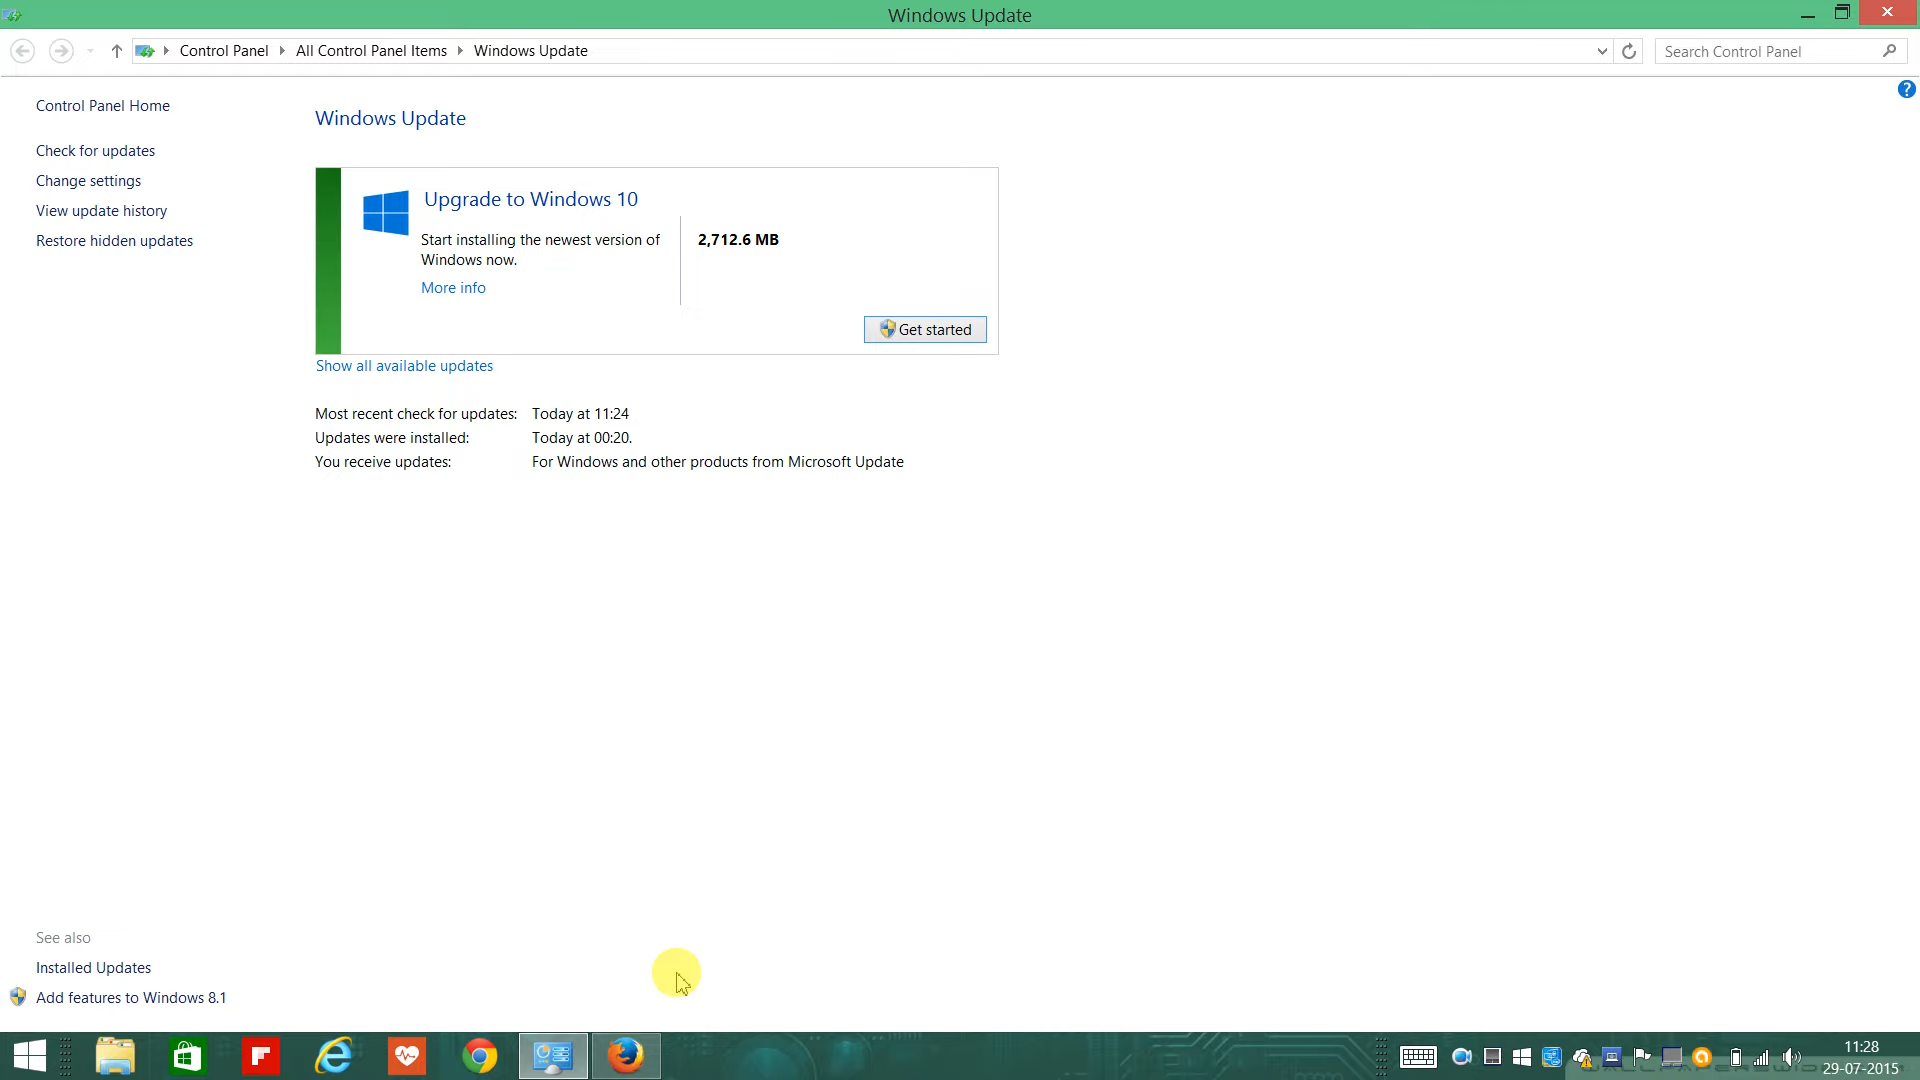 Windows Update
Control Panel
All Control Panel Items
Windows Update
Search Control Panel
Control Panel Home
Check for updates
Change settings
View update history
Restore hidden updates
Windows Update
Upgrade to Windows 10
Start installing the newest version of
Windows now.
More info
2,712.6 MB
Get started
Show all available updates
Most recent check for updates: Today at 11:24
Updates were installed: Today at 00:20.
You receive updates: For Windows and other products from Microsoft Update
See also
Installed Updates
Add features to Windows 8.1
11:28
29-07-2015